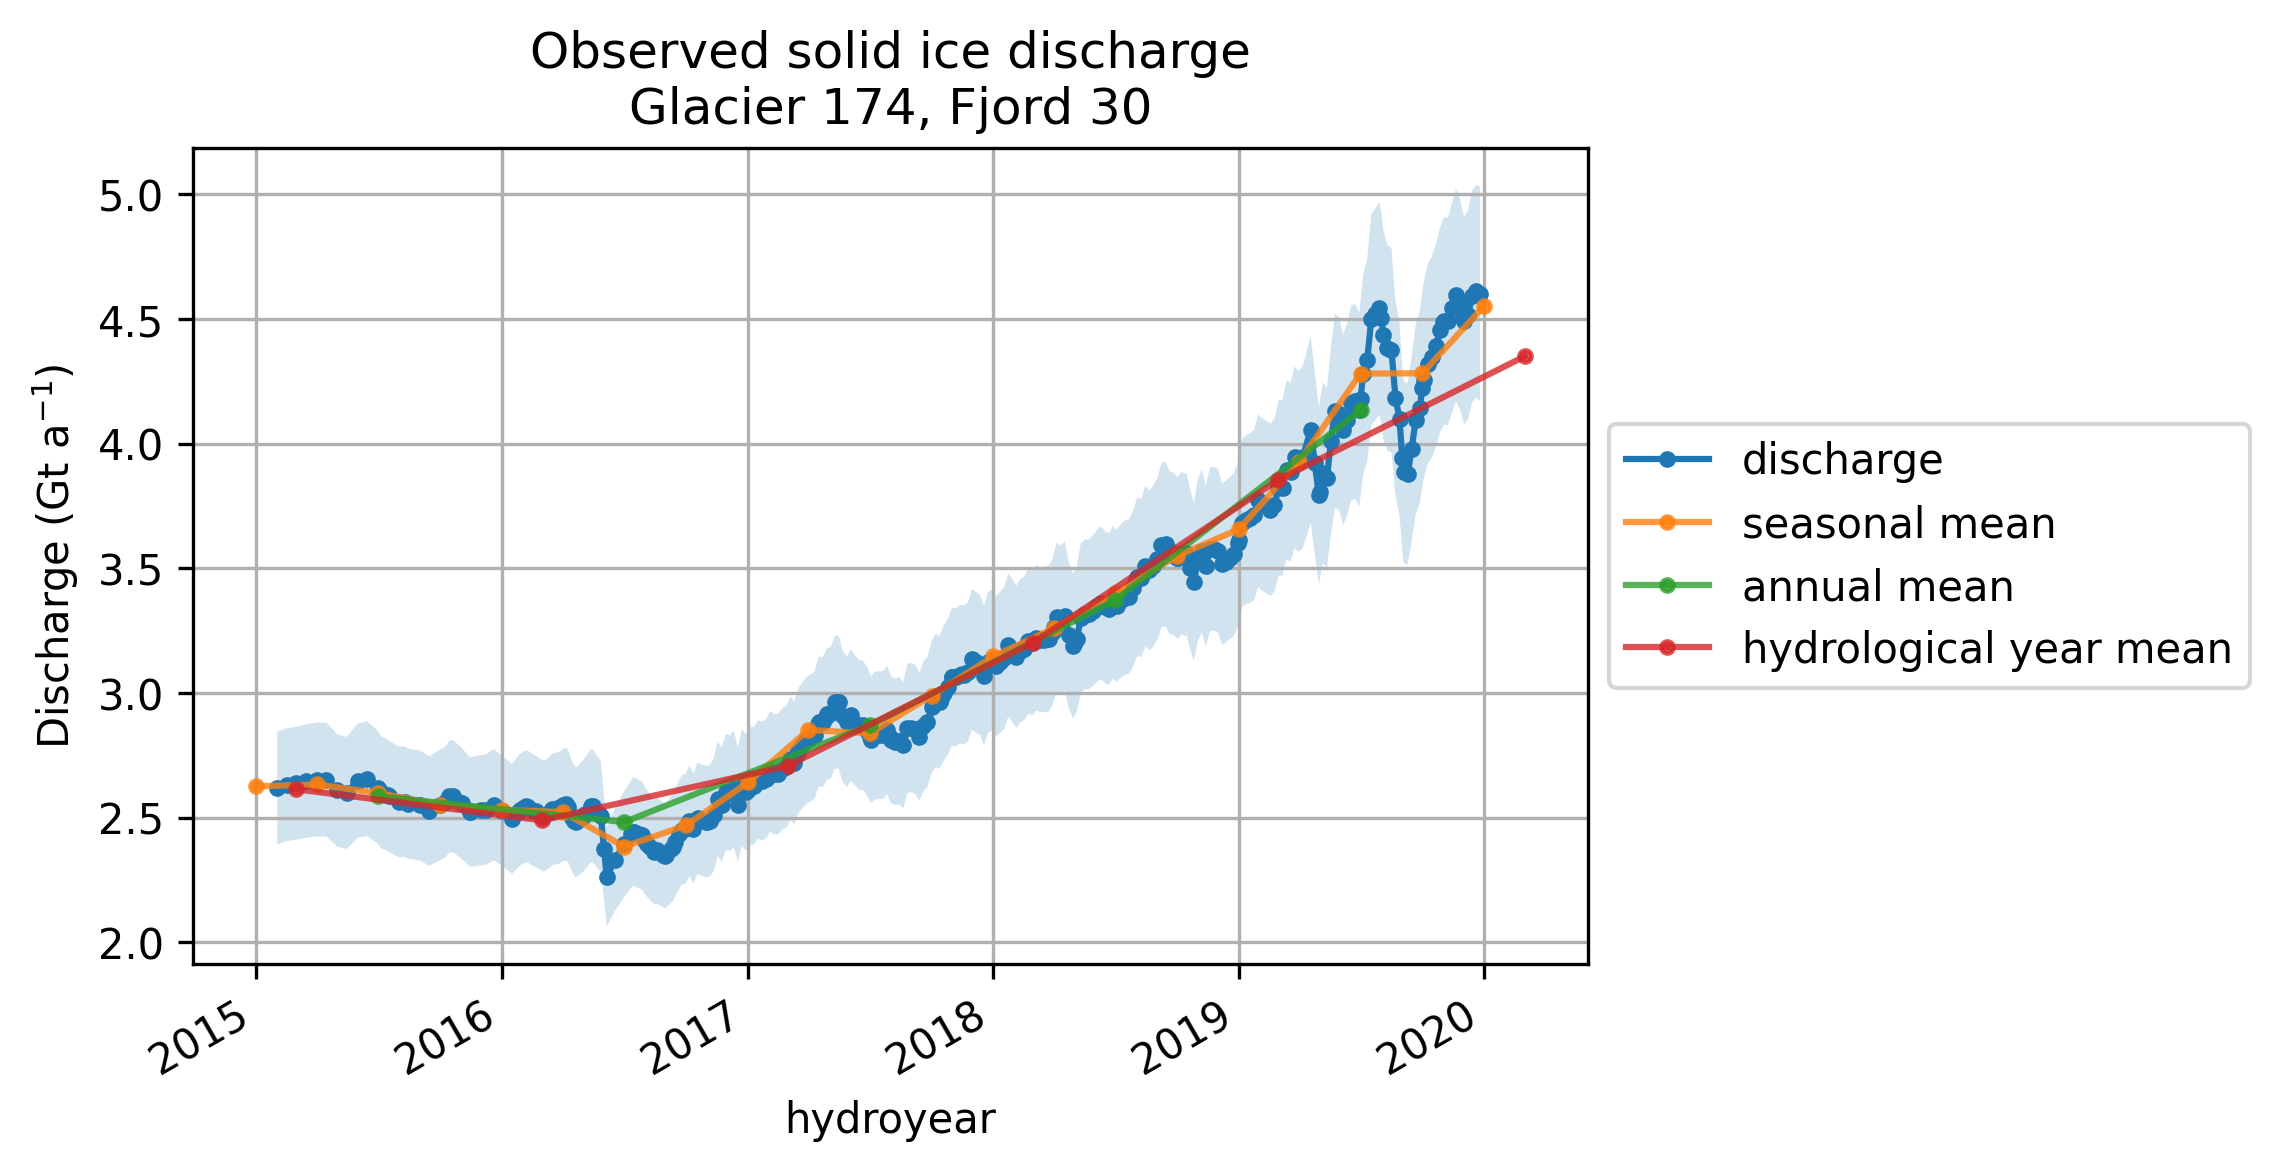 Observed solid ice discharge
Glacier 174, Fjord 30
Discharge (Gt a⁻¹)
5.0
4.5
4.0
3.5
3.0
2.5
2.0
2015
2016
2017
2018
2019
2020
hydroyear
discharge
seasonal mean
annual mean
hydrological year mean